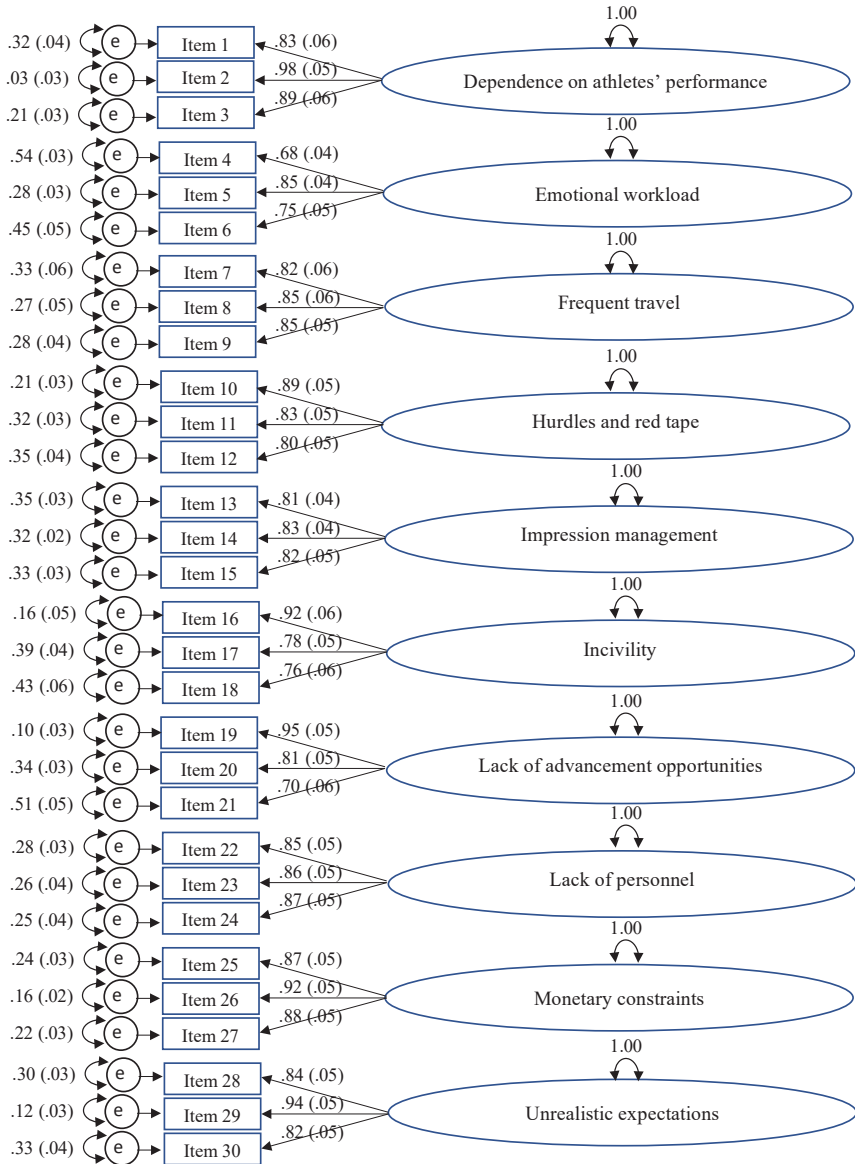 1.00
.32 (.04) e Item 1 .83 (.06)
.03 (.03) e Item 2 .98 (.05) Dependence on athletes’ performance
.21 (.03) e Item 3 .89 (.06)
1.00
.54 (.03) e Item 4 .68 (.04)
.28 (.03) e Item 5 .85 (.04) Emotional workload
.45 (.05) e Item 6 .75 (.05)
1.00
.33 (.06) e Item 7 .82 (.06)
.27 (.05) e Item 8 .85 (.06) Frequent travel
.28 (.04) e Item 9 .85 (.05)
1.00
.21 (.03) e Item 10 .89 (.05)
.32 (.03) e Item 11 .83 (.05) Hurdles and red tape
.35 (.04) e Item 12 .80 (.05)
1.00
.35 (.03) e Item 13 .81 (.04)
.32 (.02) e Item 14 .83 (.04) Impression management
.33 (.03) e Item 15 .82 (.05)
1.00
.16 (.05) e Item 16 .92 (.06)
.39 (.04) e Item 17 .78 (.05) Incivility
.43 (.06) e Item 18 .76 (.06)
1.00
.10 (.03) e Item 19 .95 (.05)
.34 (.03) e Item 20 .81 (.05) Lack of advancement opportunities
.51 (.05) e Item 21 .70 (.06)
1.00
.28 (.03) e Item 22 .85 (.05)
.26 (.04) e Item 23 .86 (.05) Lack of personnel
.25 (.04) e Item 24 .87 (.05)
1.00
.24 (.03) e Item 25 .87 (.05)
.16 (.02) e Item 26 .92 (.05) Monetary constraints
.22 (.03) e Item 27 .88 (.05)
1.00
.30 (.03) e Item 28 .84 (.05)
.12 (.03) e Item 29 .94 (.05) Unrealistic expectations
.33 (.04) e Item 30 .82 (.05)